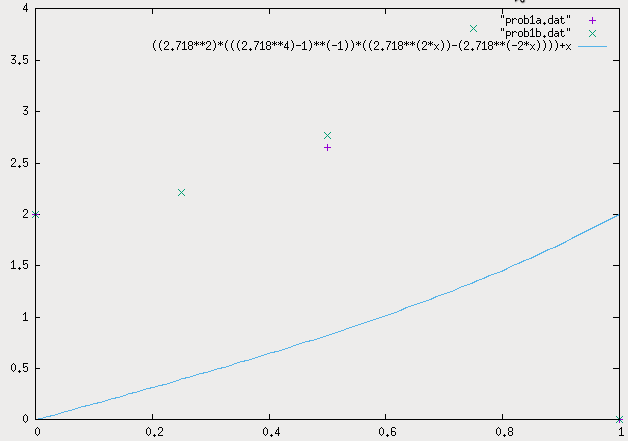 4
"prob1a.dat"
"prob1b.dat"
((2.718**2)*(((2.718**4)-1)**(-1))*((2.718**(2*x))-(2.718**(-2*x))))+x
3.5
3
2.5
2
1.5
1
0.5
0
0 0.2 0.4 0.6 0.8 1